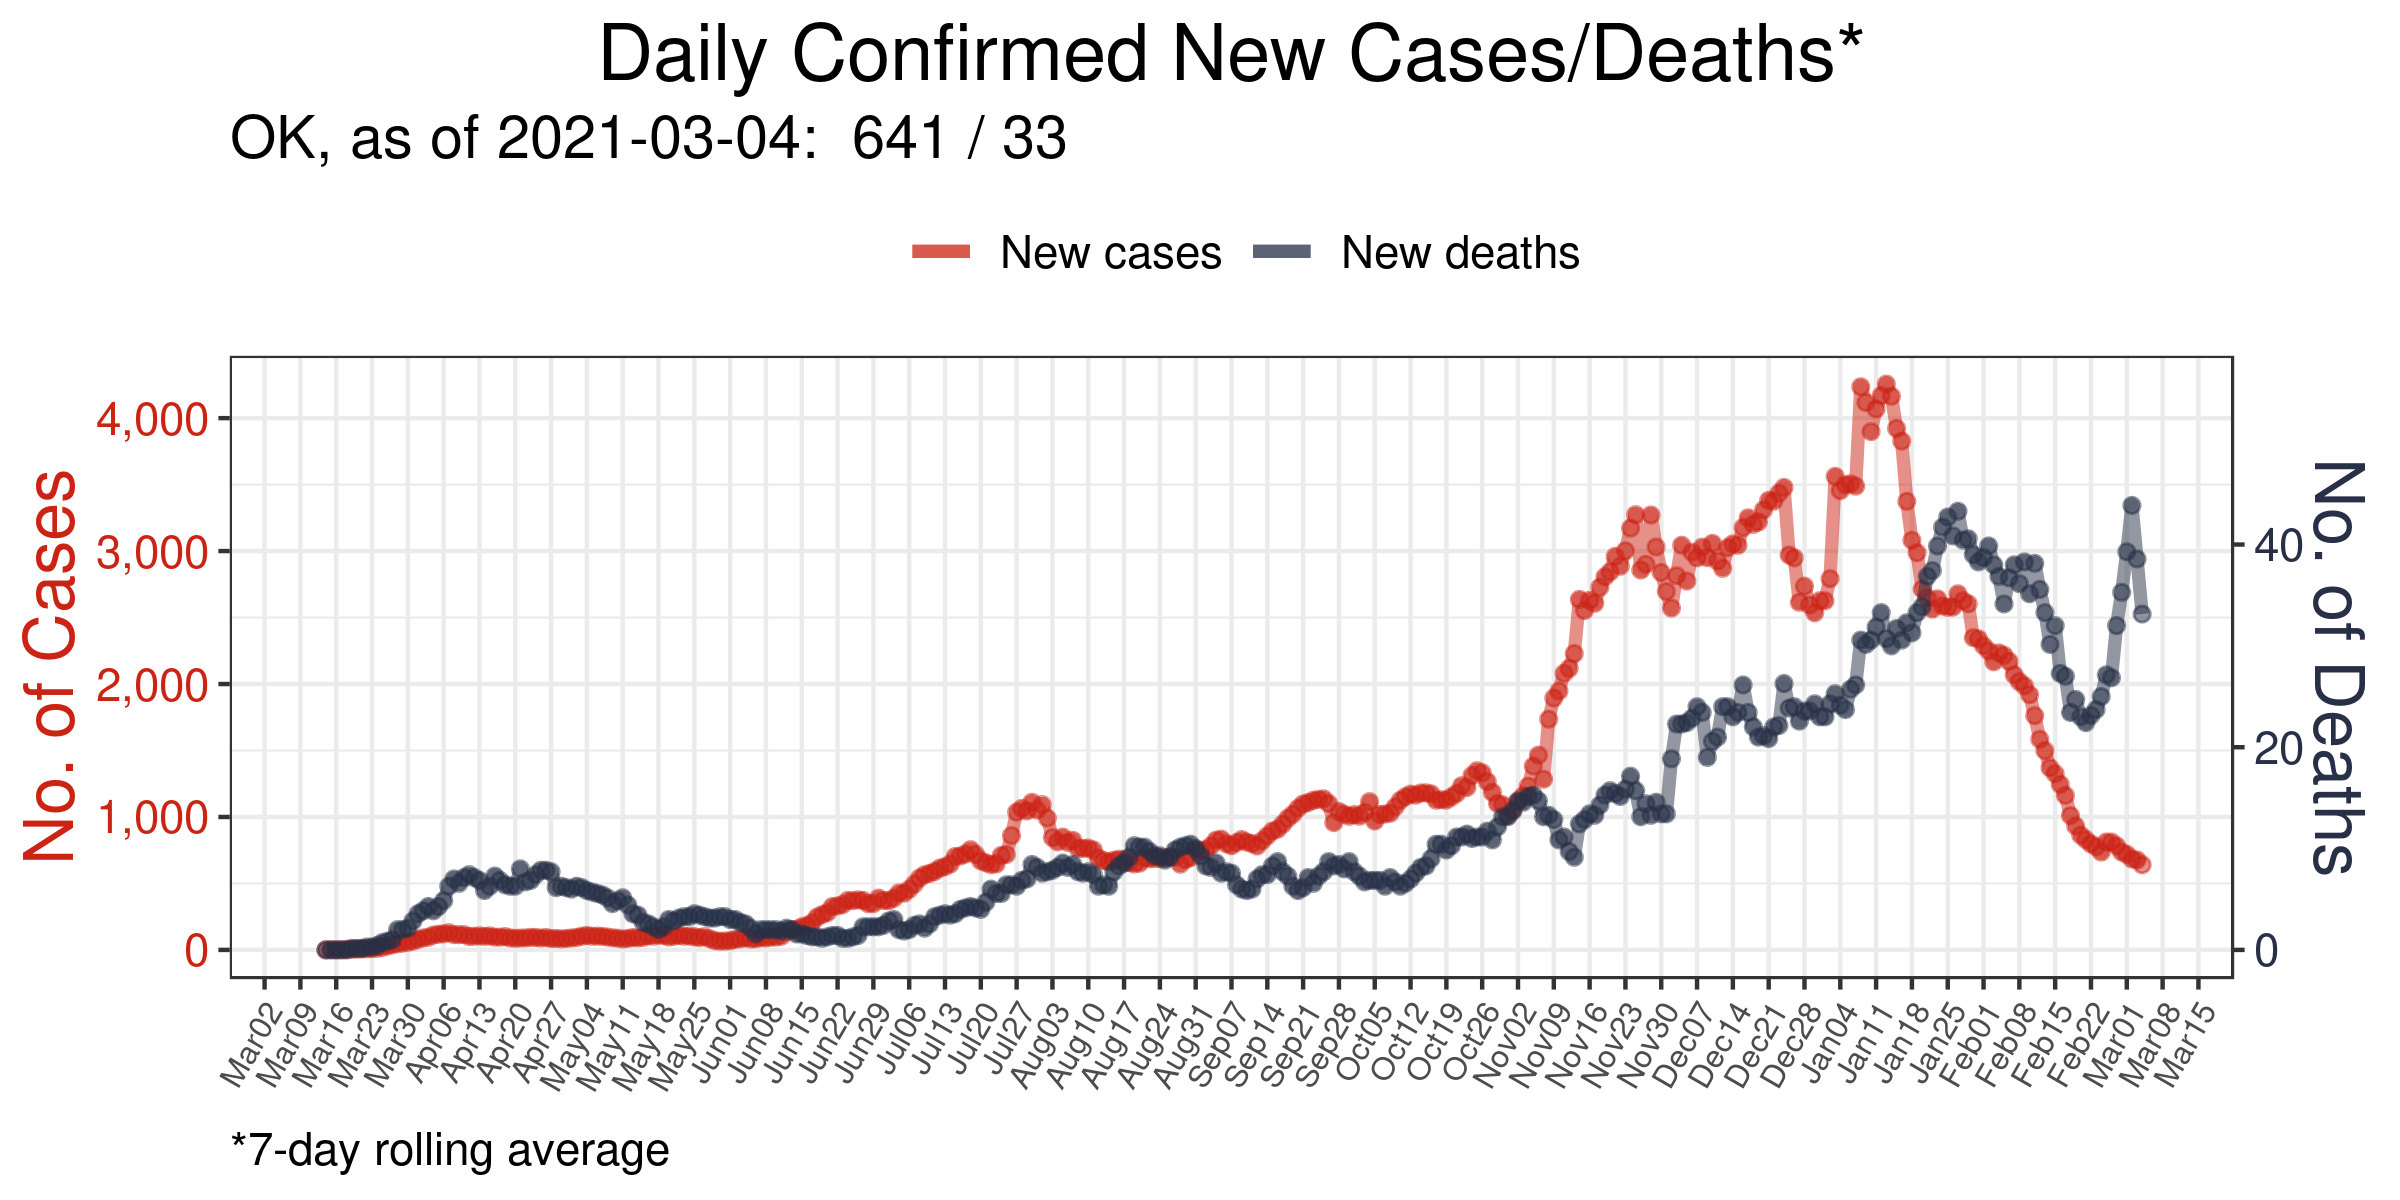 Daily Confirmed New Cases/Deaths*
OK, as of 2021-03-04:  641 / 33
New cases New deaths
No. of Cases
4,000
3,000
2,000
1,000
0
40
20
0
No. of Deaths
Mar02 Mar09 Mar16 Mar23 Mar30 Apr06 Apr13 Apr20 Apr27 May04 May11 May18 May25 Jun01 Jun08 Jun15 Jun22 Jun29 Jul06 Jul13 Jul20 Jul27 Aug03 Aug10 Aug17 Aug24 Aug31 Sep07 Sep14 Sep21 Sep28 Oct05 Oct12 Oct19 Oct26 Nov02 Nov09 Nov16 Nov23 Nov30 Dec07 Dec14 Dec21 Dec28 Jan04 Jan11 Jan18 Jan25 Feb01 Feb08 Feb15 Feb22 Mar01 Mar08 Mar15
*7-day rolling average